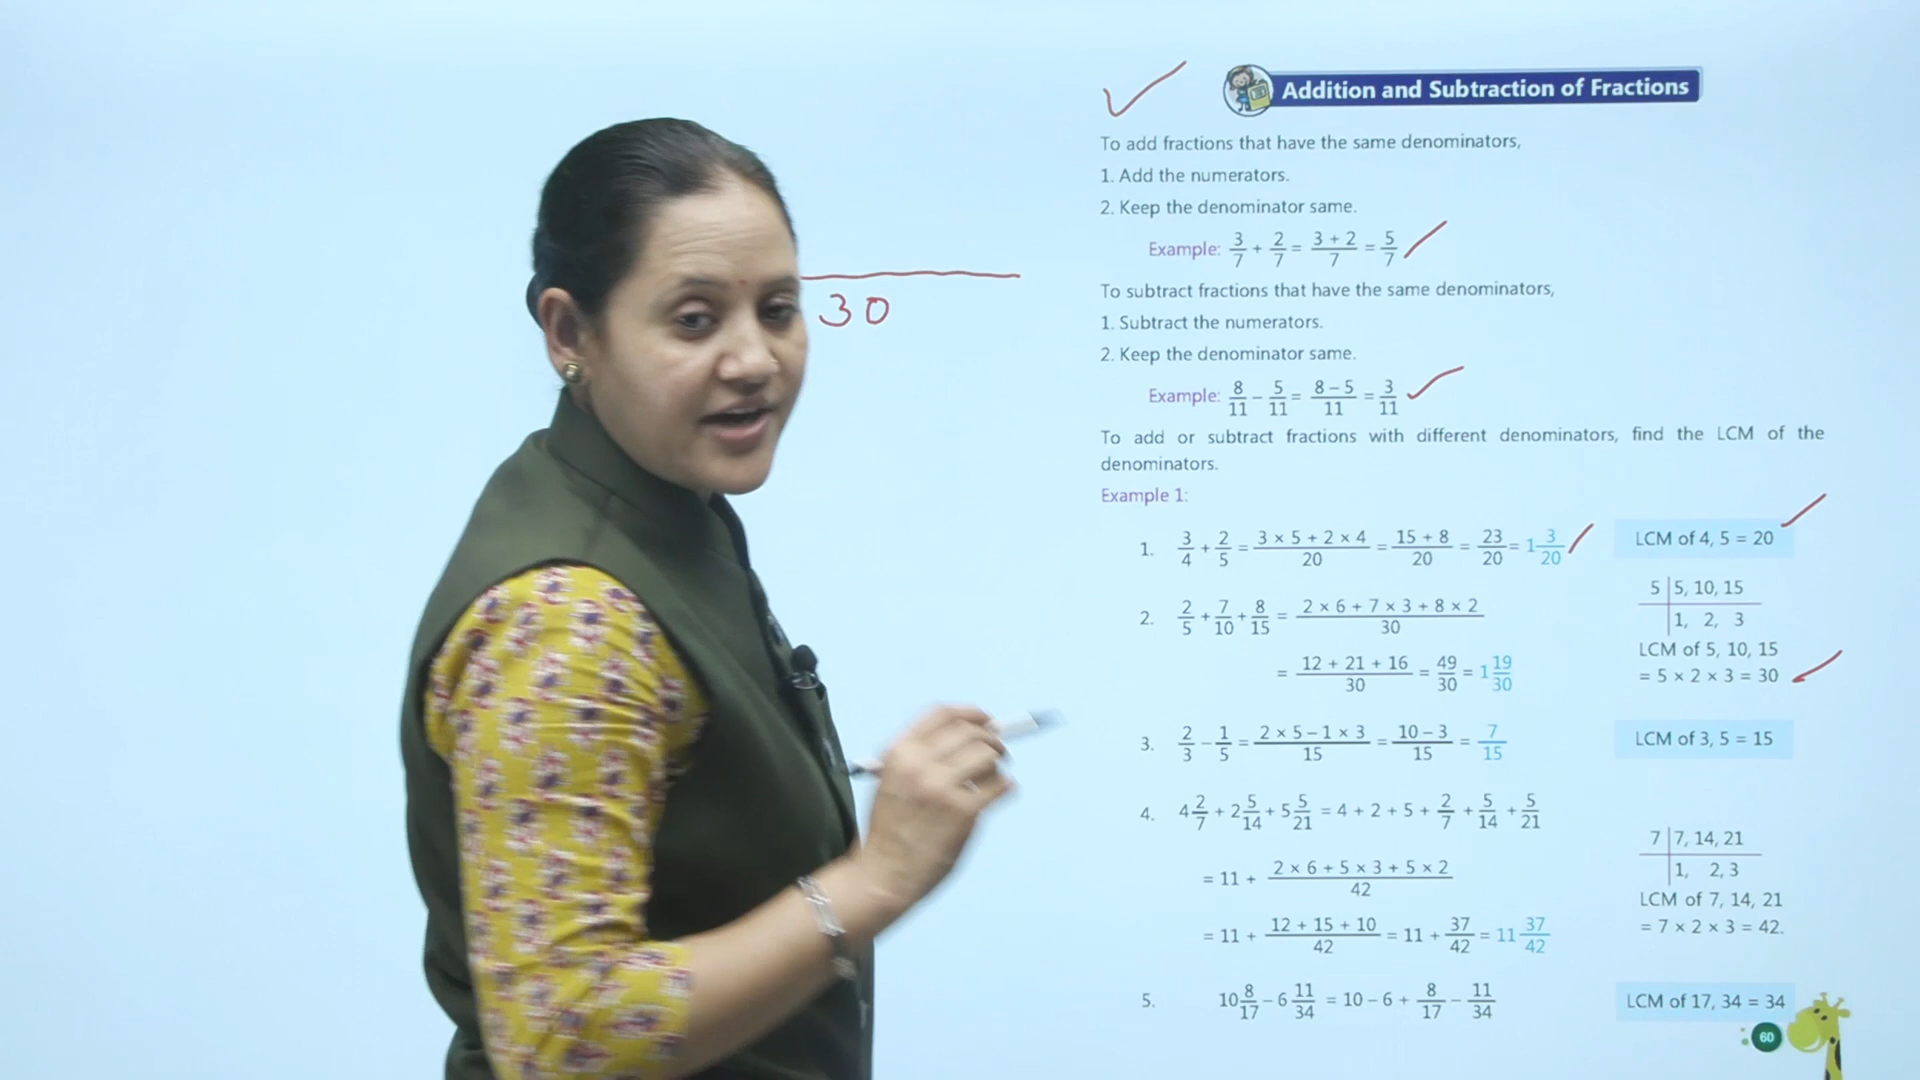 Addition and Subtraction of Fractions
To add fractions that have the same denominators,
1. Add the numerators.
2. Keep the denominator same.
Example: 3/7 + 2/7 = (3 + 2)/7 = 5/7
To subtract fractions that have the same denominators,
1. Subtract the numerators.
2. Keep the denominator same.
Example: 8/11 − 5/11 = (8 − 5)/11 = 3/11
To add or subtract fractions with different denominators, find the LCM of the
denominators.
Example 1:
1. 3/4 + 2/5 = (3 × 5 + 2 × 4)/20 = (15 + 8)/20 = 23/20 = 1 3/20
LCM of 4, 5 = 20
2. 2/5 + 7/10 + 8/15 = (2 × 6 + 7 × 3 + 8 × 2)/30
= (12 + 21 + 16)/30 = 49/30 = 1 19/30
5 | 5, 10, 15
1, 2, 3
LCM of 5, 10, 15
= 5 × 2 × 3 = 30
3. 2/3 − 1/5 = (2 × 5 − 1 × 3)/15 = (10 − 3)/15 = 7/15
LCM of 3, 5 = 15
4. 4 2/7 + 2 5/14 + 5 5/21 = 4 + 2 + 5 + 2/7 + 5/14 + 5/21
= 11 + (2 × 6 + 5 × 3 + 5 × 2)/42
= 11 + (12 + 15 + 10)/42 = 11 + 37/42 = 11 37/42
7 | 7, 14, 21
1, 2, 3
LCM of 7, 14, 21
= 7 × 2 × 3 = 42.
5. 10 8/17 − 6 11/34 = 10 − 6 + 8/17 − 11/34
LCM of 17, 34 = 34
60
30